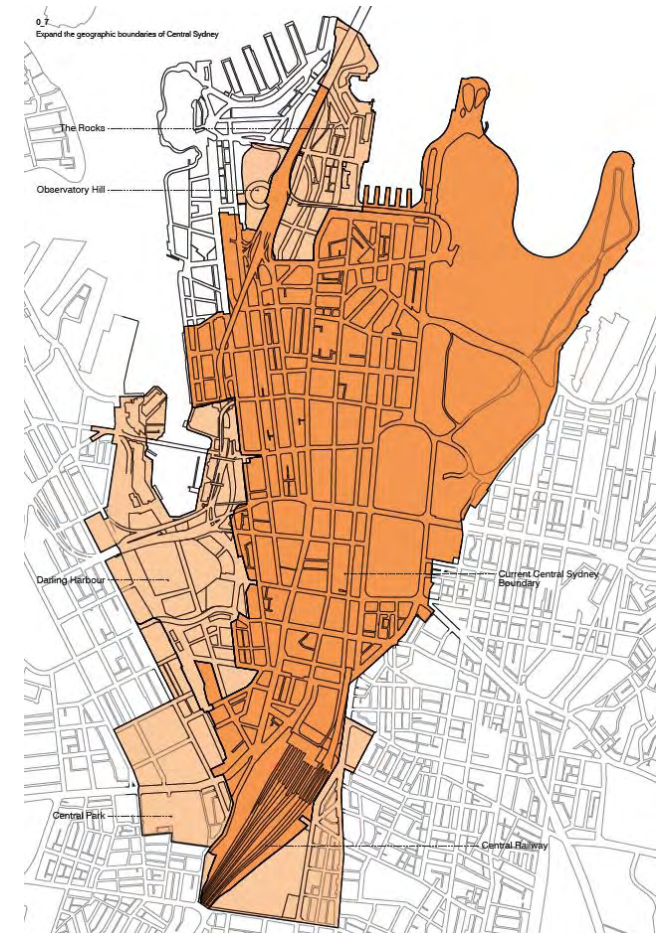 0_7
Expand the geographic boundaries of Central Sydney
The Rocks
Observatory Hill
Darling Harbour
Current Central Sydney
Boundary
Central Park
Central Railway